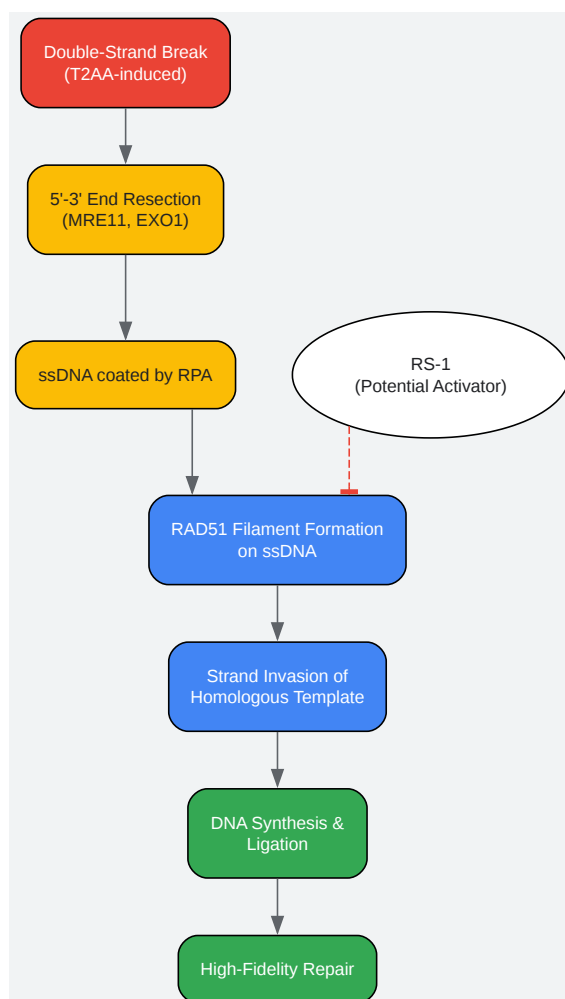 Double-Strand Break
(T2AA-induced)
5'-3' End Resection
(MRE11, EXO1)
ssDNA coated by RPA
RS-1
(Potential Activator)
RAD51 Filament Formation
on ssDNA
Strand Invasion of
Homologous Template
DNA Synthesis &
Ligation
High-Fidelity Repair